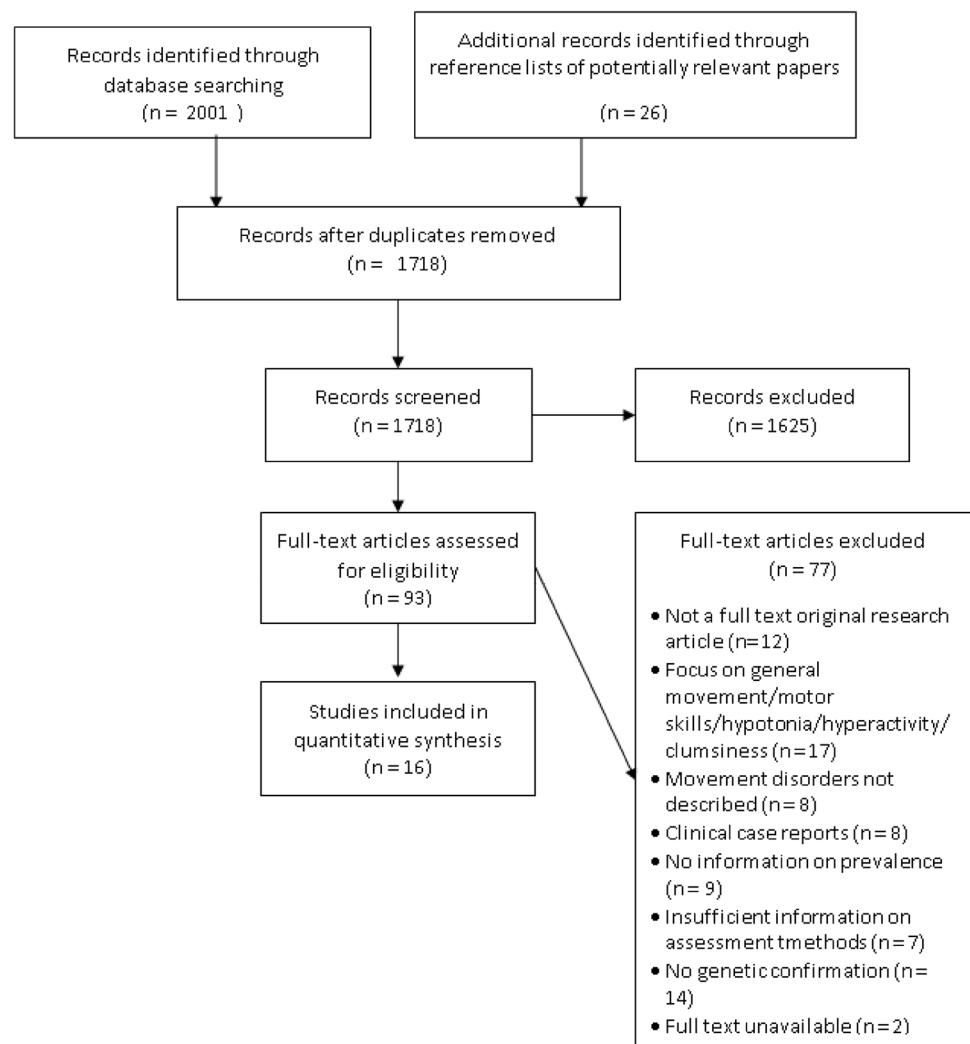 Records identified through
database searching
(n = 2001 )
Additional records identified through
reference lists of potentially relevant papers
(n = 26)
Records after duplicates removed
(n = 1718)
Records screened
(n = 1718)
Records excluded
(n = 1625)
Full-text articles assessed
for eligibility
(n = 93)
Full-text articles excluded
(n = 77)
• Not a full text original research
article (n=12)
• Focus on general
movement/motor
skills/hypotonia/hyperactivity/
clumsiness (n=17)
• Movement disorders not
described (n=8)
• Clinical case reports (n=8)
• No information on prevalence
(n= 9)
• Insufficient information on
assessment tmethods (n=7)
• No genetic confirmation (n=
14)
• Full text unavailable (n=2)
Studies included in
quantitative synthesis
(n = 16)